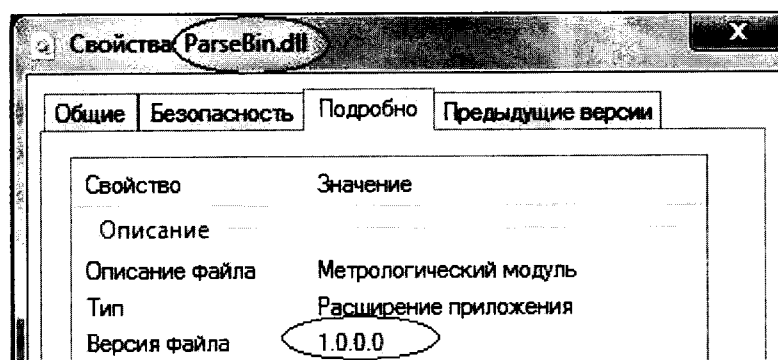 Свойства: ParseBin.dll
X
Общие Безопасность Подробно Предыдущие версии
Свойство Значение
Описание
Описание файла Метрологический модуль
Тип Расширение приложения
Версия файла 1.0.0.0